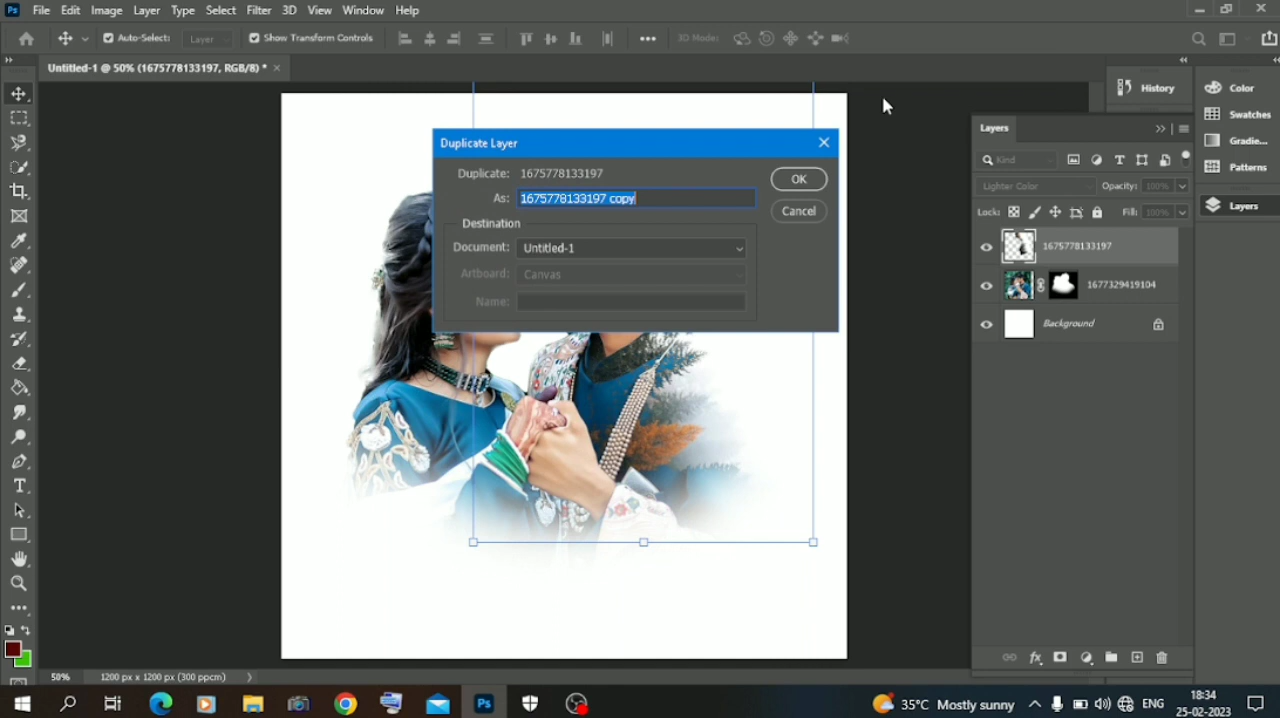 Ps File Edit Image Layer Type Select Filter 3D View Window Help
Auto-Select: Layer Show Transform Controls 3D Mode:
Untitled-1 @ 50% (1675778133197, RGB/8) * ×
History
Color
Swatches
Gradie...
Patterns
Layers
Layers
Kind
Lighter Color Opacity: 100%
Lock: Fill: 100%
1675778133197
1677329419104
Background
Duplicate Layer
Duplicate: 1675778133197
As: 1675778133197 copy
OK
Cancel
Destination
Document: Untitled-1
Artboard: Canvas
Name:
50% 1200 px x 1200 px (300 ppcm)
Ps 35°C Mostly sunny ENG 18:34
25-02-2023